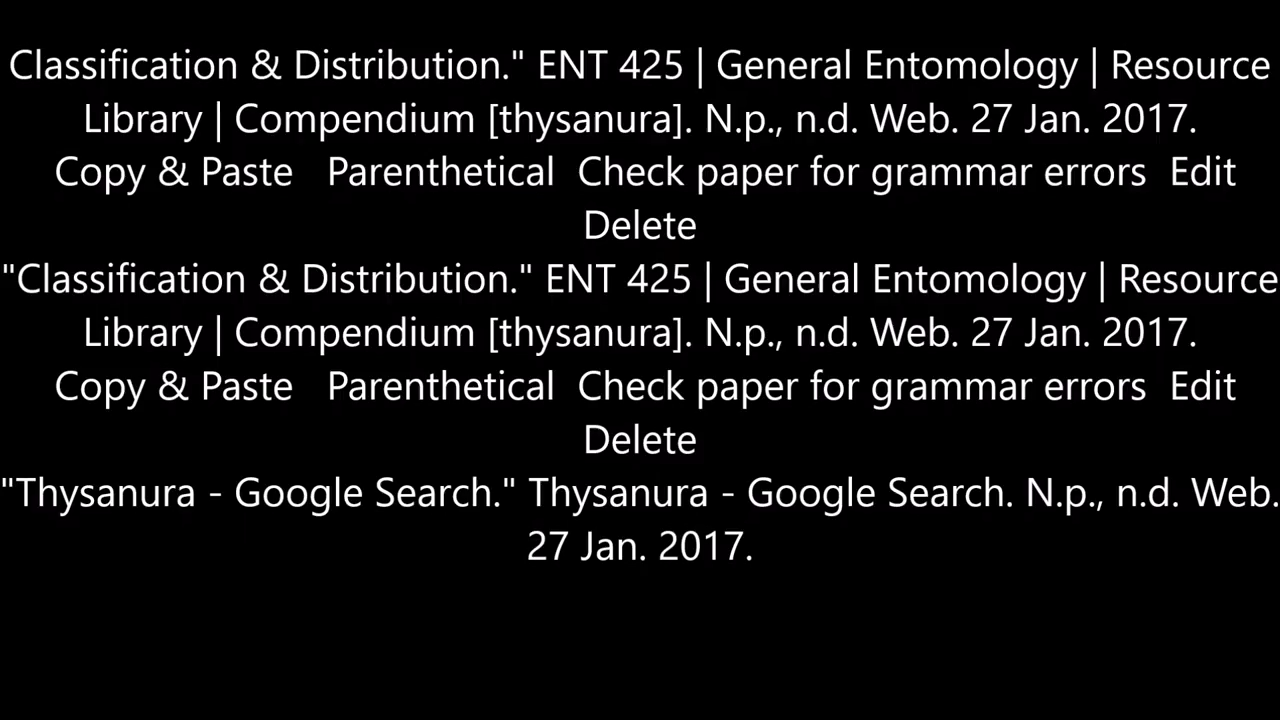 Classification & Distribution." ENT 425 | General Entomology | Resource
Library | Compendium [thysanura]. N.p., n.d. Web. 27 Jan. 2017.
Copy & Paste   Parenthetical  Check paper for grammar errors  Edit
Delete
"Classification & Distribution." ENT 425 | General Entomology | Resource
Library | Compendium [thysanura]. N.p., n.d. Web. 27 Jan. 2017.
Copy & Paste   Parenthetical  Check paper for grammar errors  Edit
Delete
"Thysanura - Google Search." Thysanura - Google Search. N.p., n.d. Web.
27 Jan. 2017.